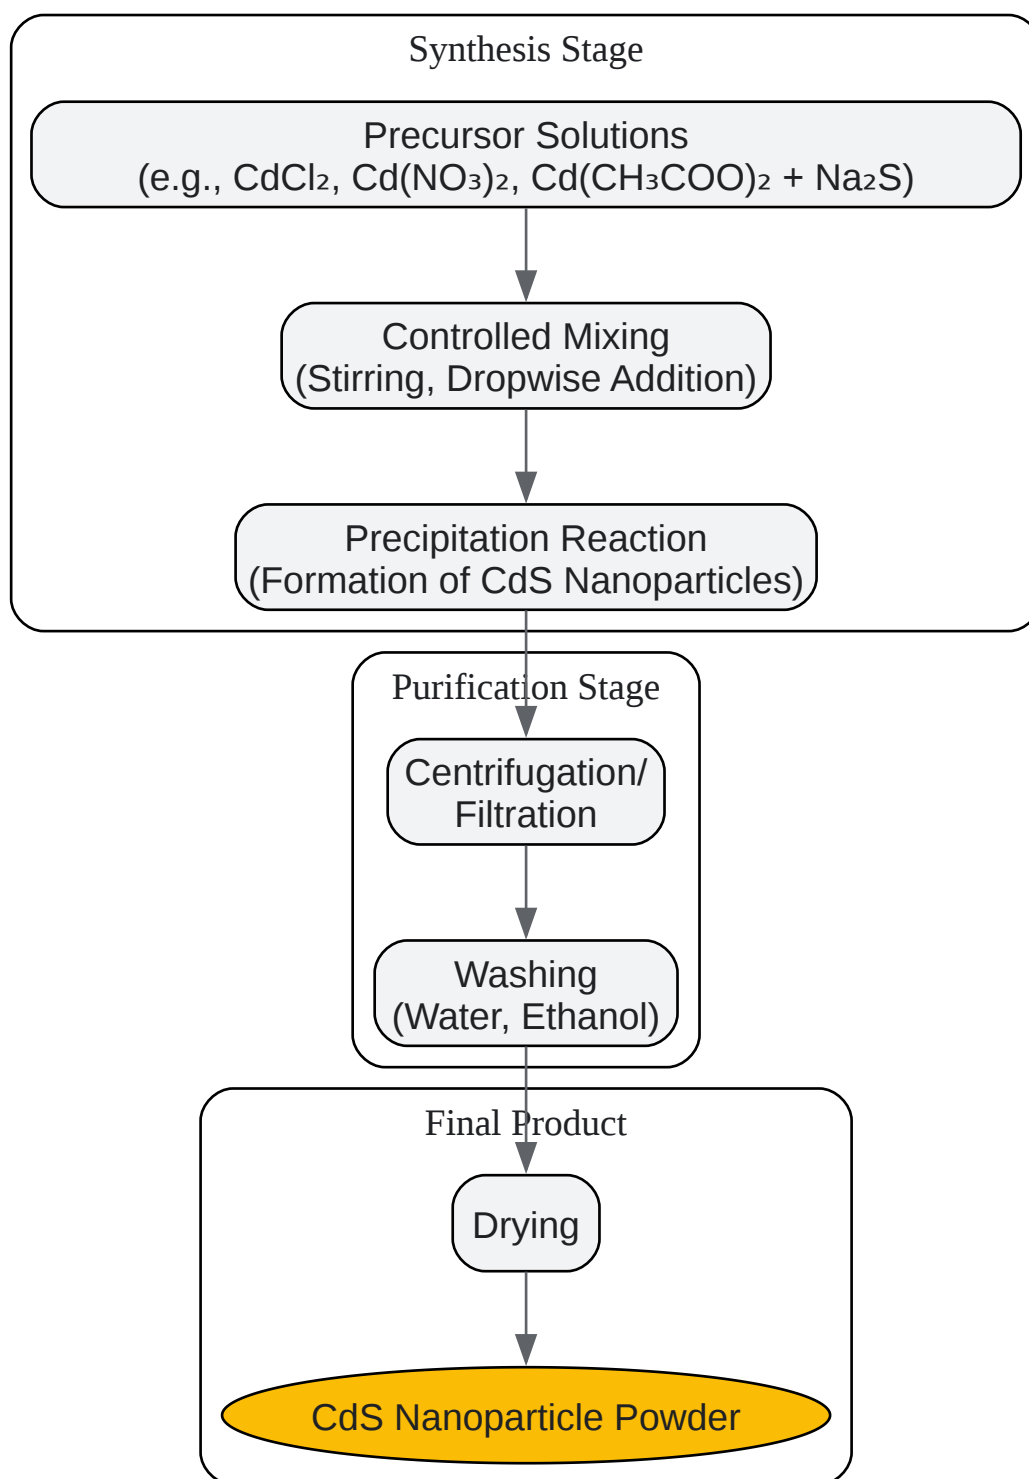 Synthesis Stage
Precursor Solutions
(e.g., CdCl₂, Cd(NO₃)₂, Cd(CH₃COO)₂ + Na₂S)
Controlled Mixing
(Stirring, Dropwise Addition)
Precipitation Reaction
(Formation of CdS Nanoparticles)
Purification Stage
Centrifugation/
Filtration
Washing
(Water, Ethanol)
Final Product
Drying
CdS Nanoparticle Powder